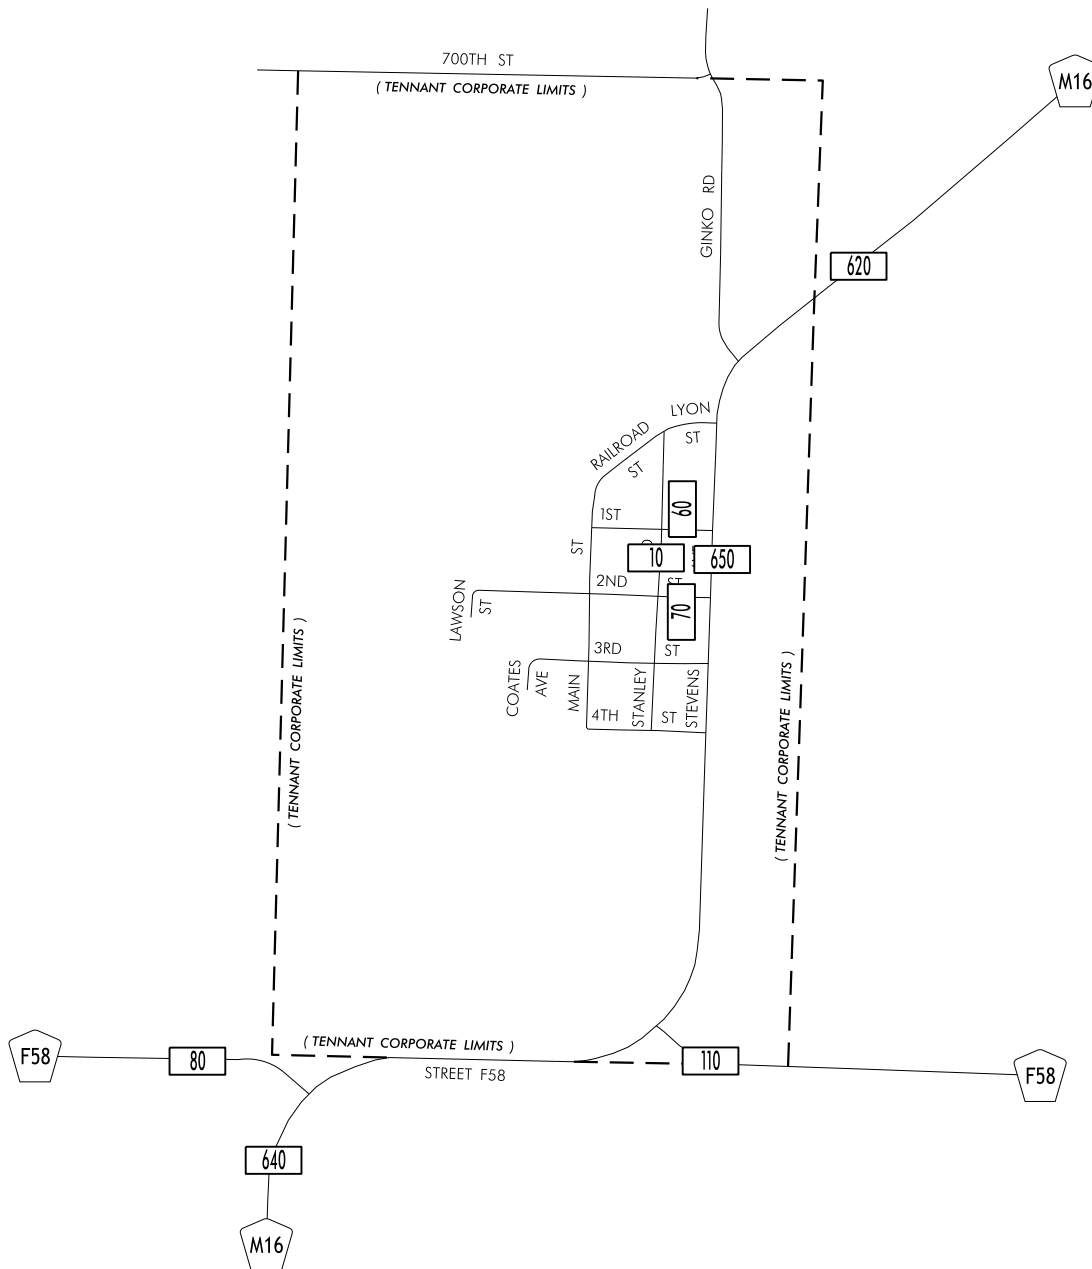 700TH ST
( TENNANT CORPORATE LIMITS )
M16
GINKO RD
620
LYON
ST
RAILROAD
ST
60
1ST
ST
10
650
2ND
ST
LAWSON
ST
70
3RD
ST
COATES
AVE
MAIN
STANLEY
STEVENS
4TH
ST
( TENNANT CORPORATE LIMITS )
( TENNANT CORPORATE LIMITS )
( TENNANT CORPORATE LIMITS )
STREET F58
F58
80
110
F58
640
M16